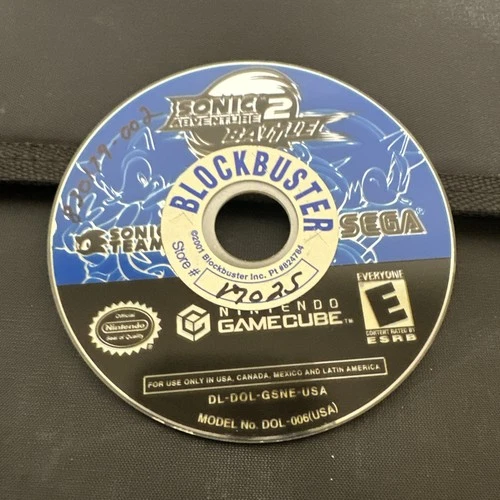 SONIC 2
ADVENTURE
BATTLE
BLOCKBUSTER
SONIC
TEAM
SEGA
©2001 Blockbuster Inc. Pt #824784
Store #
17025
NINTENDO
GAMECUBE™
Official
Nintendo
Seal of Quality
EVERYONE
E
CONTENT RATED BY
ESRB
FOR USE ONLY IN USA, CANADA, MEXICO AND LATIN AMERICA
DL-DOL-GSNE-USA
MODEL No. DOL-006(USA)